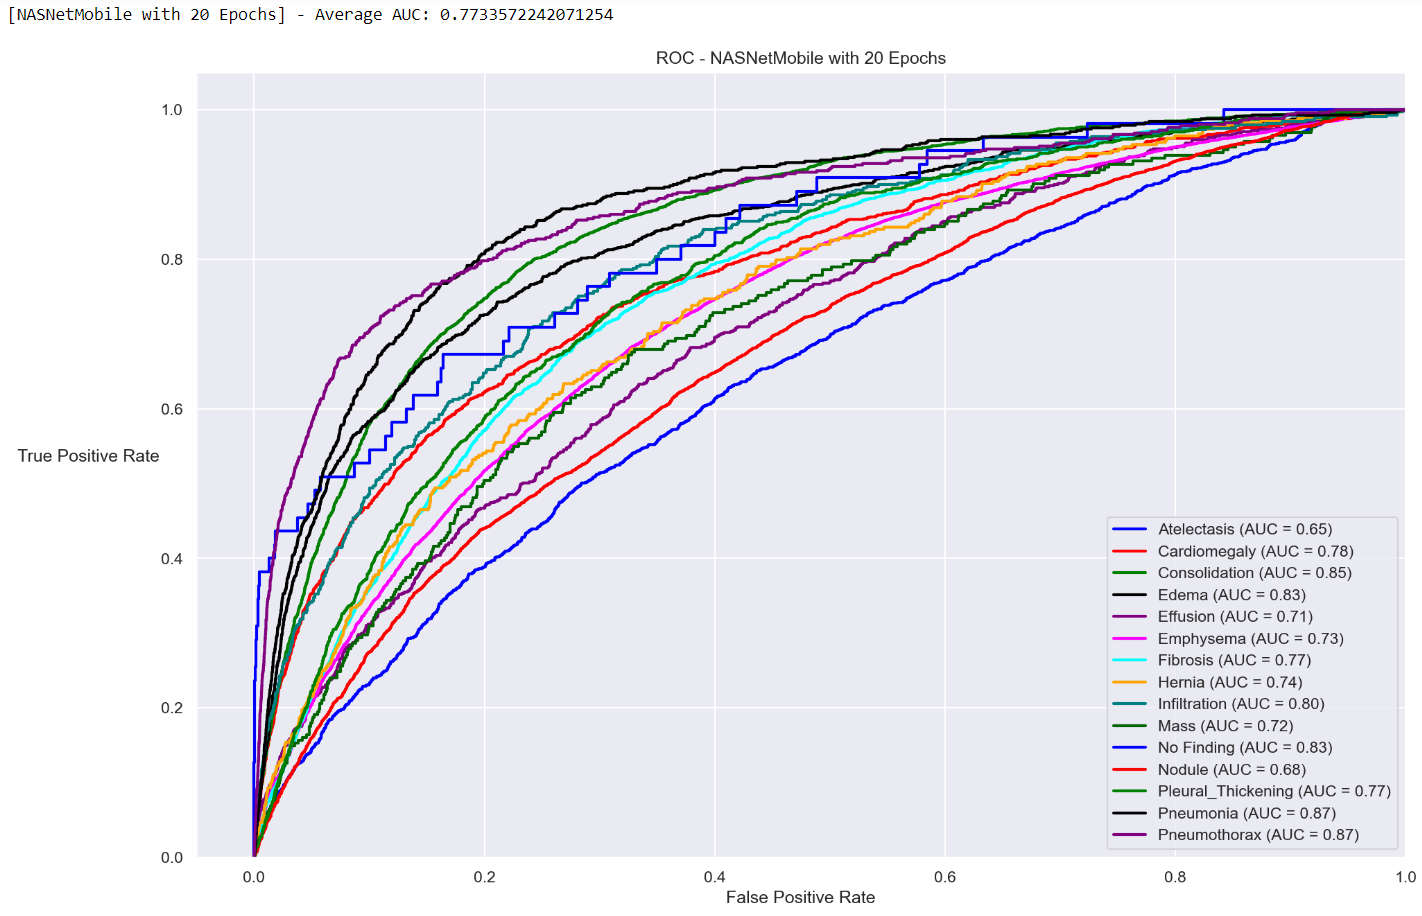 [NASNetMobile with 20 Epochs] - Average AUC: 0.7733572242071254
ROC - NASNetMobile with 20 Epochs
1.0
0.8
0.6
True Positive Rate
0.4
0.2
0.0
Atelectasis (AUC = 0.65)
Cardiomegaly (AUC = 0.78)
Consolidation (AUC = 0.85)
Edema (AUC = 0.83)
Effusion (AUC = 0.71)
Emphysema (AUC = 0.73)
Fibrosis (AUC = 0.77)
Hernia (AUC = 0.74)
Infiltration (AUC = 0.80)
Mass (AUC = 0.72)
No Finding (AUC = 0.83)
Nodule (AUC = 0.68)
Pleural_Thickening (AUC = 0.77)
Pneumonia (AUC = 0.87)
Pneumothorax (AUC = 0.87)
0.0 0.2 0.4 0.6 0.8 1.0
False Positive Rate